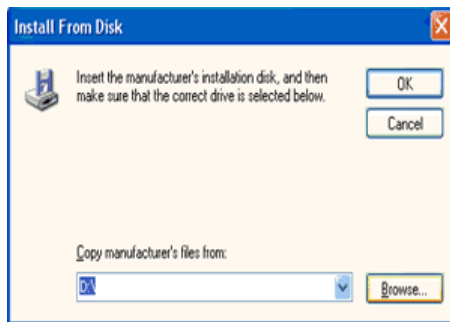 Install From Disk
Insert the manufacturer's installation disk, and then
make sure that the correct drive is selected below.
OK
Cancel
Copy manufacturer's files from:
D:\
Browse...